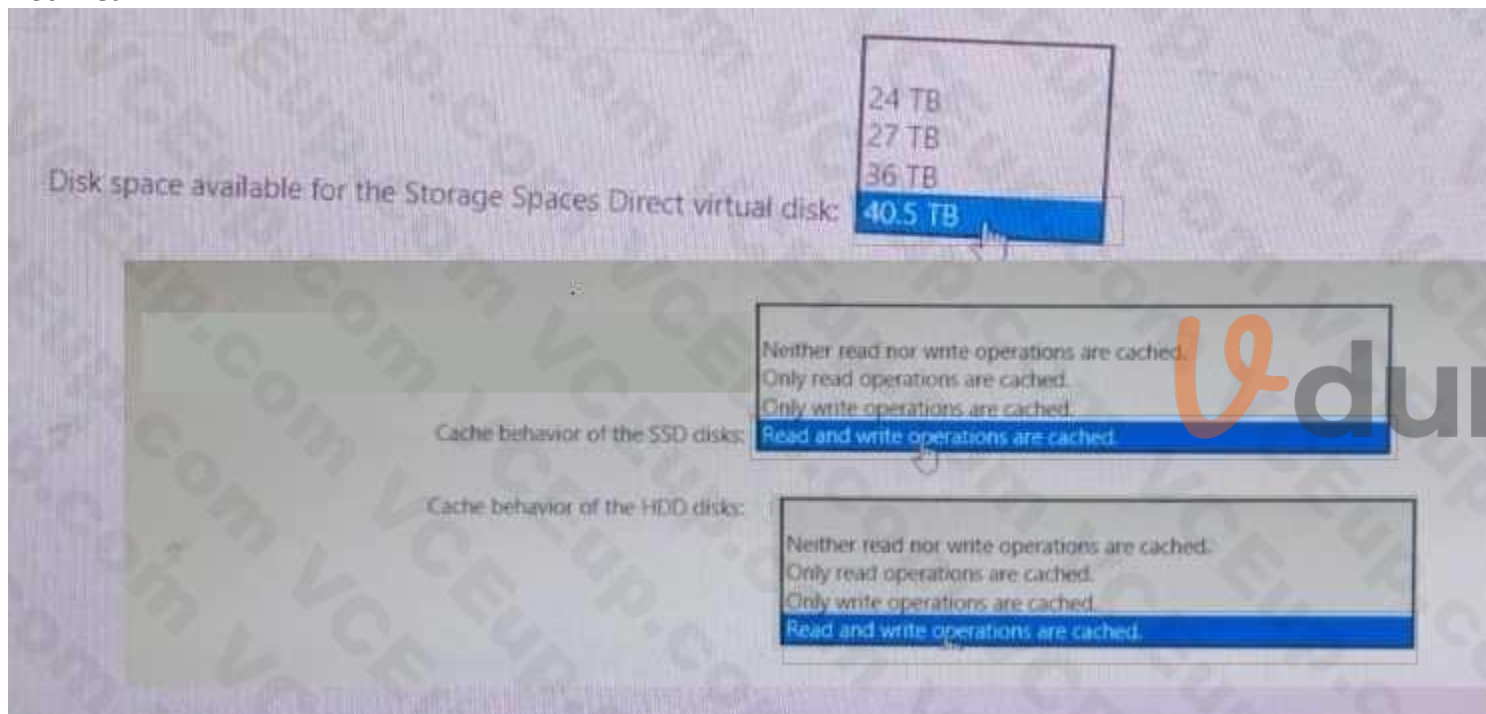 24 TB
27 TB
36 TB
Disk space available for the Storage Spaces Direct virtual disk: 40.5 TB
Neither read nor write operations are cached.
Only read operations are cached.
Only write operations are cached.
Cache behavior of the SSD disks: Read and write operations are cached.
Cache behavior of the HDD disks:
Neither read nor write operations are cached.
Only read operations are cached.
Only write operations are cached.
Read and write operations are cached.
VCEup.com
dum